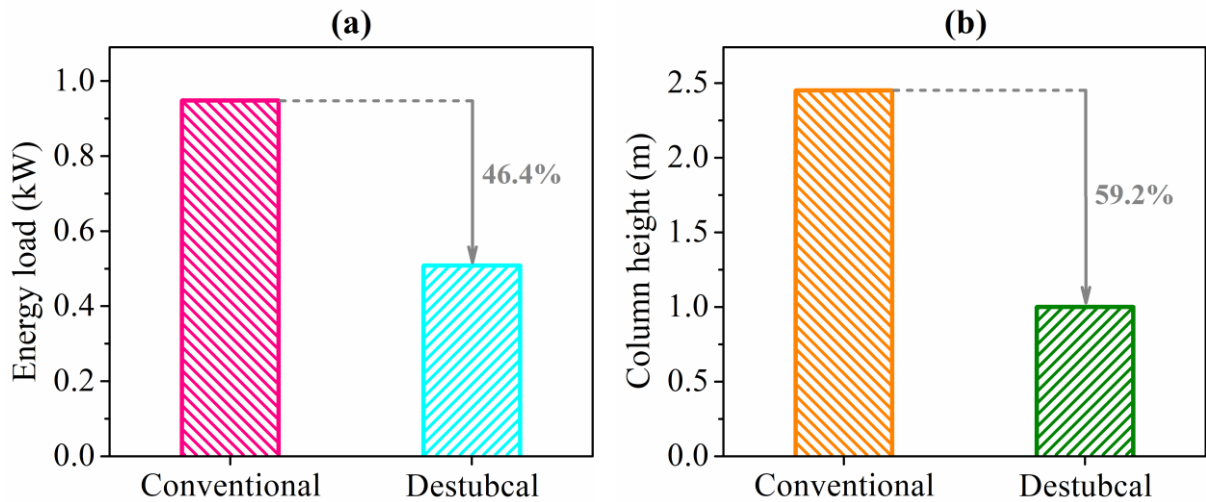 (a)
Energy load (kW)
1.0
0.8
0.6
0.4
0.2
0.0
46.4%
Conventional
Destubcal
(b)
Column height (m)
2.5
2.0
1.5
1.0
0.5
0.0
59.2%
Conventional
Destubcal